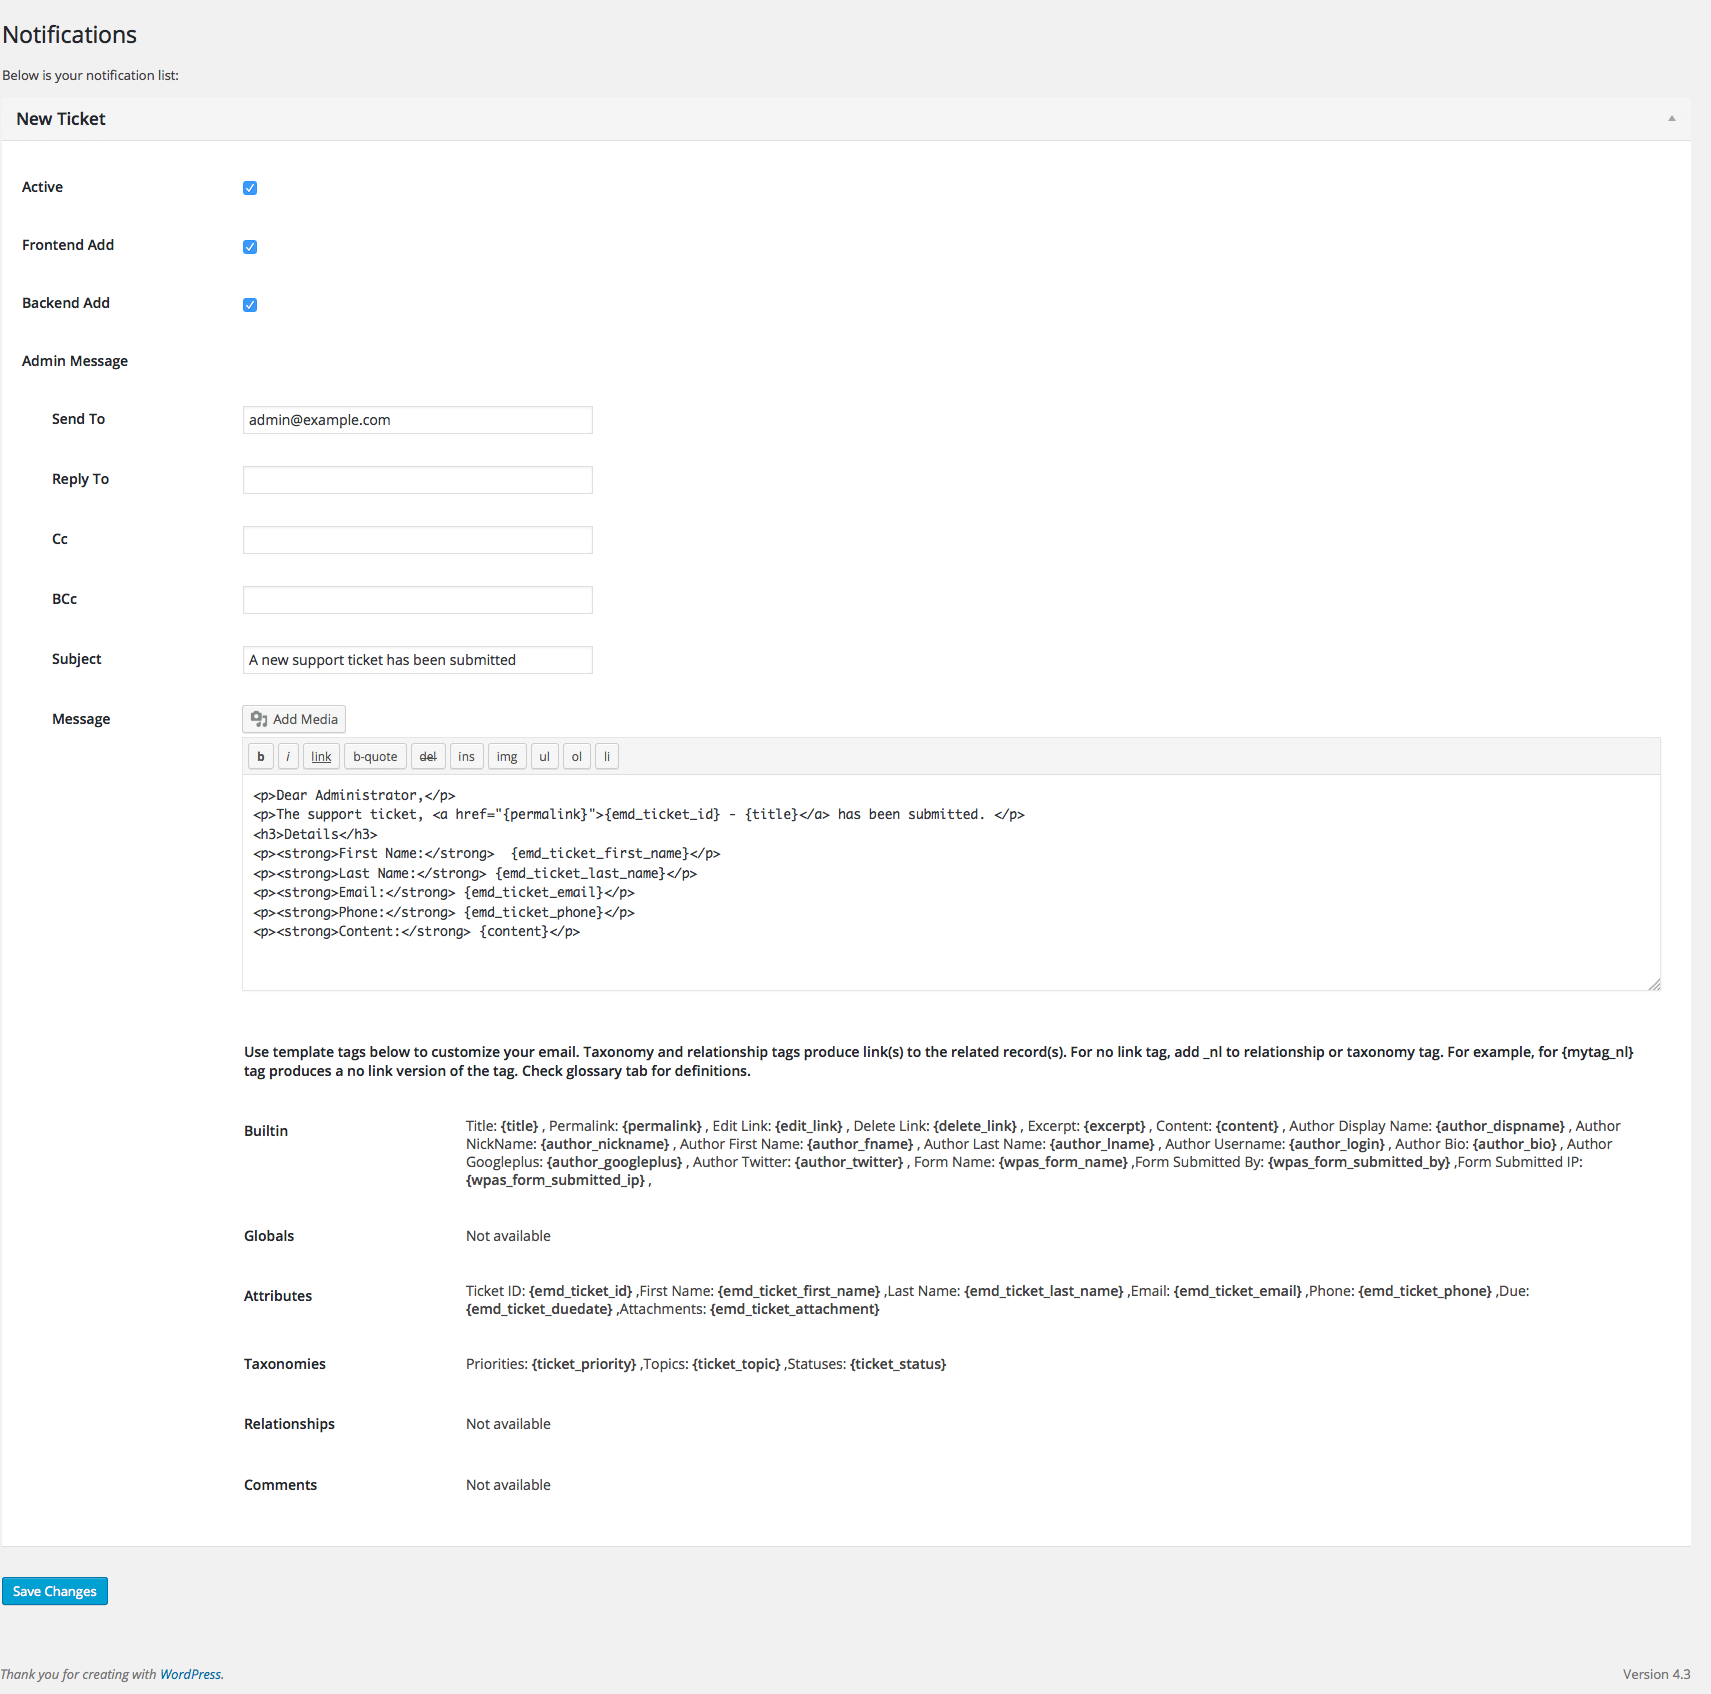 Notifications
Below is your notification list:
New Ticket
Active
Frontend Add
Backend Add
Admin Message
Send To
admin@example.com
Reply To
Cc
BCc
Subject
A new support ticket has been submitted
Message
Add Media
b i link b-quote del ins img ul ol li
<p>Dear Administrator,</p>
<p>The support ticket, <a href="{permalink}">{emd_ticket_id} - {title}</a> has been submitted. </p>
<h3>Details</h3>
<p><strong>First Name:</strong>  {emd_ticket_first_name}</p>
<p><strong>Last Name:</strong> {emd_ticket_last_name}</p>
<p><strong>Email:</strong> {emd_ticket_email}</p>
<p><strong>Phone:</strong> {emd_ticket_phone}</p>
<p><strong>Content:</strong> {content}</p>
Use template tags below to customize your email. Taxonomy and relationship tags produce link(s) to the related record(s). For no link tag, add _nl to relationship or taxonomy tag. For example, for {mytag_nl}
tag produces a no link version of the tag. Check glossary tab for definitions.
Builtin
Title: {title} , Permalink: {permalink} , Edit Link: {edit_link} , Delete Link: {delete_link} , Excerpt: {excerpt} , Content: {content} , Author Display Name: {author_dispname} , Author
NickName: {author_nickname} , Author First Name: {author_fname} , Author Last Name: {author_lname} , Author Username: {author_login} , Author Bio: {author_bio} , Author
Googleplus: {author_googleplus} , Author Twitter: {author_twitter} , Form Name: {wpas_form_name} ,Form Submitted By: {wpas_form_submitted_by} ,Form Submitted IP:
{wpas_form_submitted_ip} ,
Globals
Not available
Attributes
Ticket ID: {emd_ticket_id} ,First Name: {emd_ticket_first_name} ,Last Name: {emd_ticket_last_name} ,Email: {emd_ticket_email} ,Phone: {emd_ticket_phone} ,Due:
{emd_ticket_duedate} ,Attachments: {emd_ticket_attachment}
Taxonomies
Priorities: {ticket_priority} ,Topics: {ticket_topic} ,Statuses: {ticket_status}
Relationships
Not available
Comments
Not available
Save Changes
Thank you for creating with WordPress.
Version 4.3